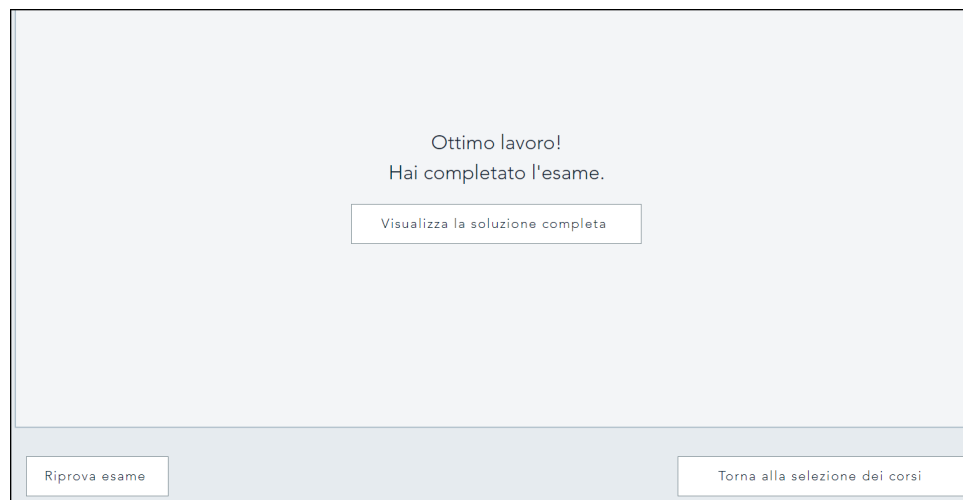 Ottimo lavoro!
Hai completato l'esame.
Visualizza la soluzione completa
Riprova esame
Torna alla selezione dei corsi